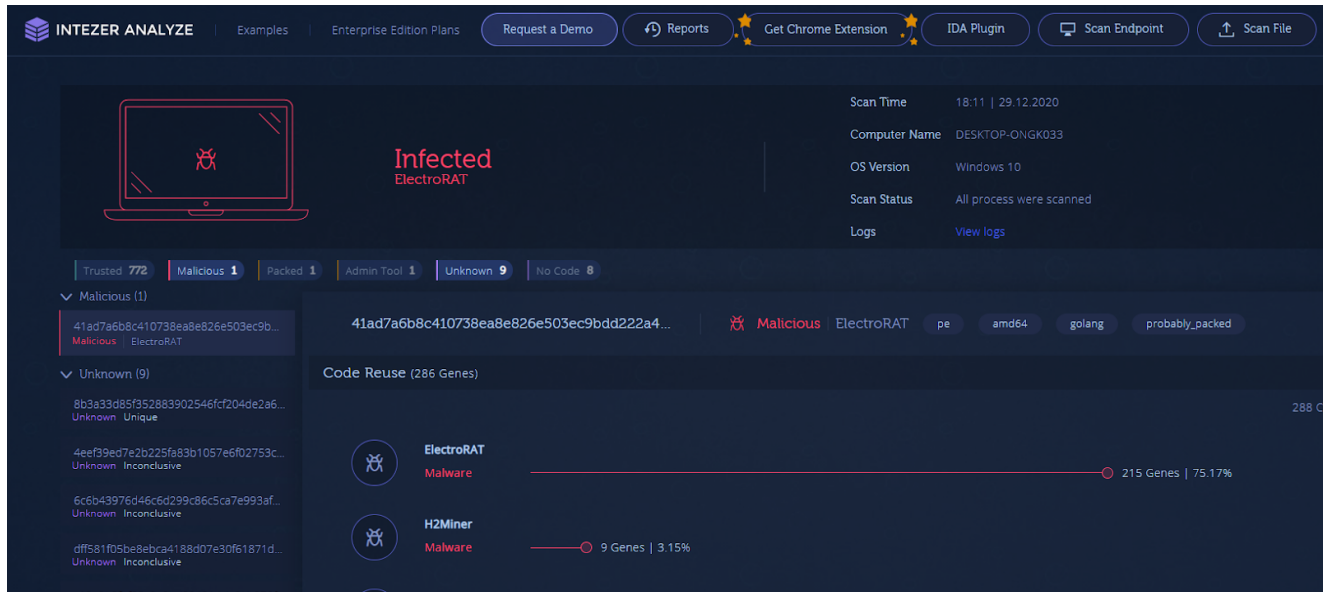 INTEZER ANALYZE Examples Enterprise Edition Plans Request a Demo Reports Get Chrome Extension IDA Plugin Scan Endpoint Scan File
Infected
ElectroRAT
Scan Time 18:11 | 29.12.2020
Computer Name DESKTOP-ONGK033
OS Version Windows 10
Scan Status All process were scanned
Logs View logs
Trusted 772 Malicious 1 Packed 1 Admin Tool 1 Unknown 9 No Code 8
Malicious (1)
41ad7a6b8c410738ea8e826e503ec9b...
Malicious ElectroRAT
Unknown (9)
8b3a33d85f352883902546fcf204de2a6...
Unknown Unique
4eef39ed7e2b225fa83b1057e6f02753c...
Unknown Inconclusive
6c6b43976d46c6d299c86c5ca7e993af...
Unknown Inconclusive
dff581f05be8ebca4188d07e30f61871d...
Unknown Inconclusive
41ad7a6b8c410738ea8e826e503ec9bdd222a4... Malicious ElectroRAT pe amd64 golang probably_packed
Code Reuse (286 Genes)
288 C
ElectroRAT
Malware 215 Genes | 75.17%
H2Miner
Malware 9 Genes | 3.15%